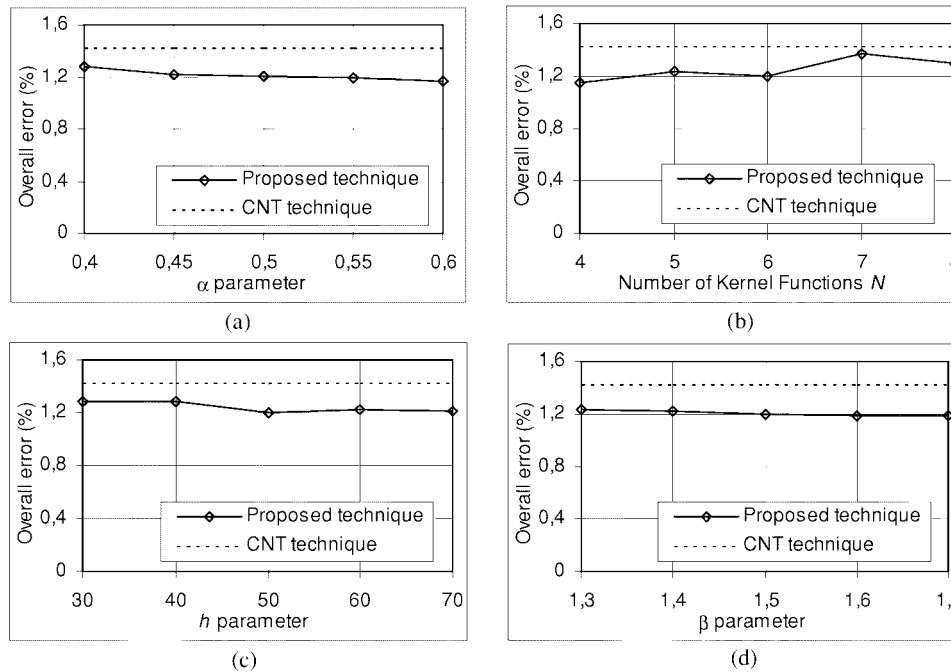 1,6
1,2
0,8
0,4
0
Overall error (%)
Proposed technique
CNT technique
0,4 0,45 0,5 0,55 0,6
α parameter
(a)
1,6
1,2
0,8
0,4
0
Overall error (%)
Proposed technique
CNT technique
4 5 6 7
Number of Kernel Functions N
(b)
1,6
1,2
0,8
0,4
0
Overall error (%)
Proposed technique
CNT technique
30 40 50 60 70
h parameter
(c)
1,6
1,2
0,8
0,4
0
Overall error (%)
Proposed technique
CNT technique
1,3 1,4 1,5 1,6 1,
β parameter
(d)